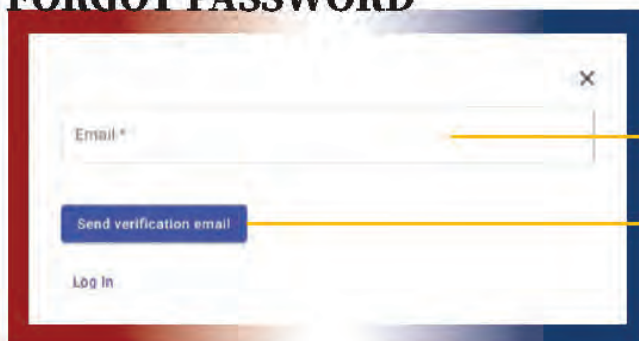 FORGOT PASSWORD
Email *
Send verification email
Log In